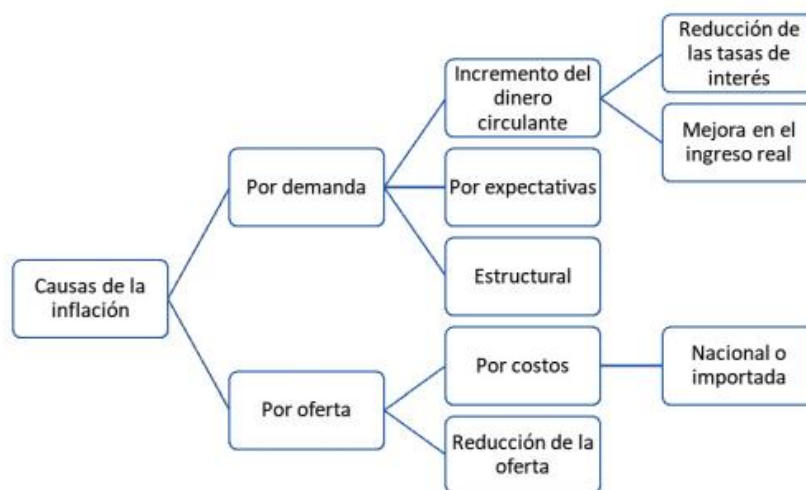 Causas de la
inflación
Por demanda
Incremento del
dinero
circulante
Reducción de
las tasas de
interés
Mejora en el
ingreso real
Por expectativas
Estructural
Por oferta
Por costos
Nacional o
importada
Reducción de la
oferta